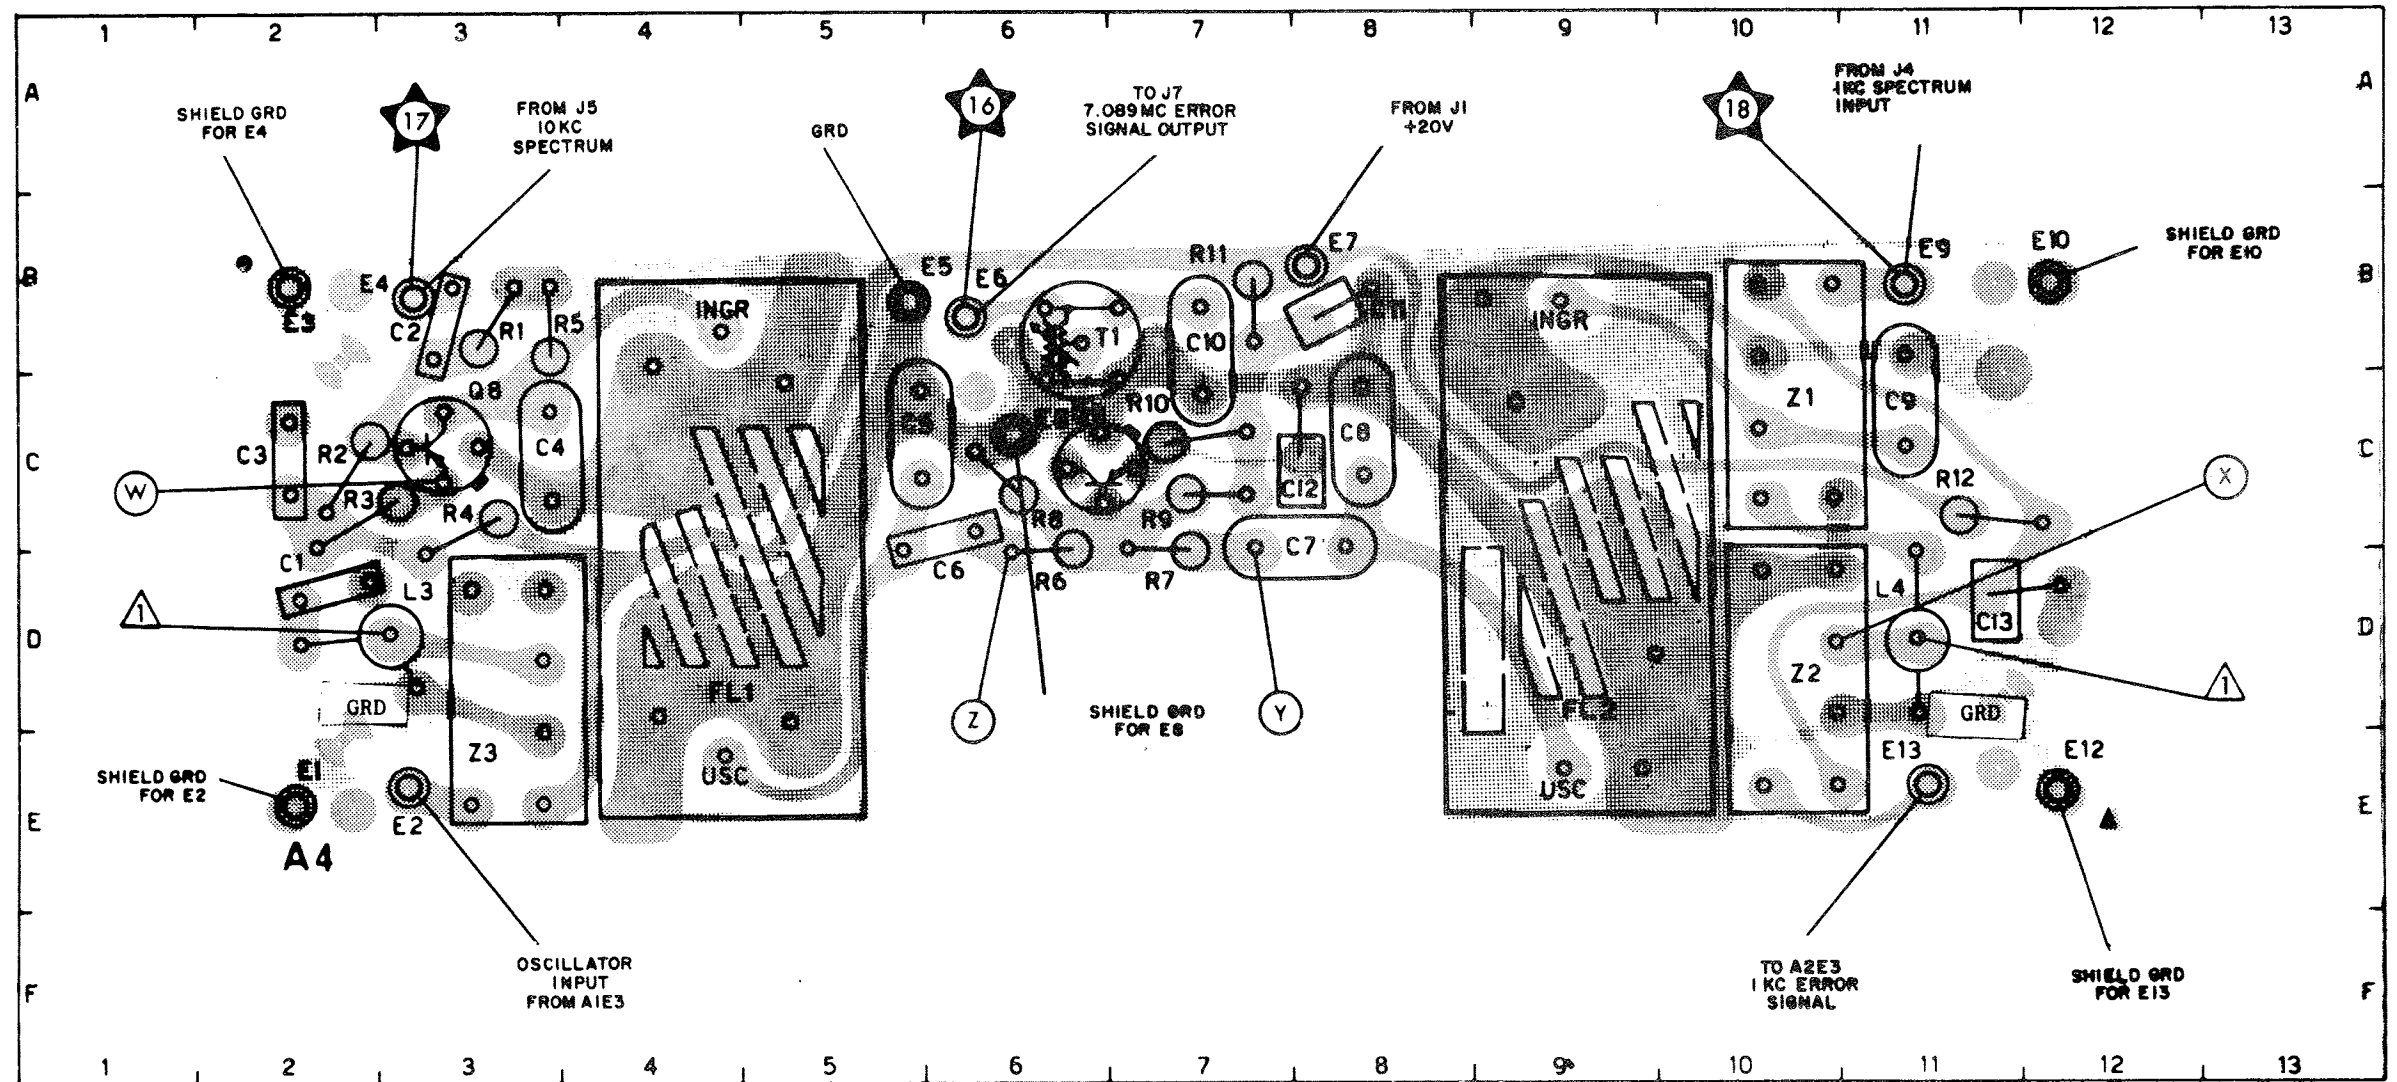 1 2 3 4 5 6 7 8 9 10 11 12 13
A
A
SHIELD GRD
FOR E4
17
FROM J5
10KC
SPECTRUM
GRD
16
TO J7
7.089MC ERROR
SIGNAL OUTPUT
FROM J1
+20V
18
FROM J4
1KC SPECTRUM
INPUT
SHIELD GRD
FOR E10
B
B
E3
E4
C2
R1
R5
INGR
E5
E6
T1
C10
R11
E7
C11
INGR
E9
E10
C
C
C3
R2
Q8
C4
R3
R4
W
C5
E8
R10
C8
R8
R9
C12
Z1
C9
R12
X
C1
L3
C6
R6
R7
C7
L4
C13
1
D
D
GRD
FL1
Z
SHIELD GRD
FOR E8
Y
FL2
Z2
GRD
1
SHIELD GRD
FOR E2
E1
E2
Z3
USC
USC
E13
E12
E
E
A4
OSCILLATOR
INPUT
FROM A1E3
TO A2E3
1 KC ERROR
SIGNAL
SHIELD GRD
FOR E13
F
F
1 2 3 4 5 6 7 8 9 10 11 12 13